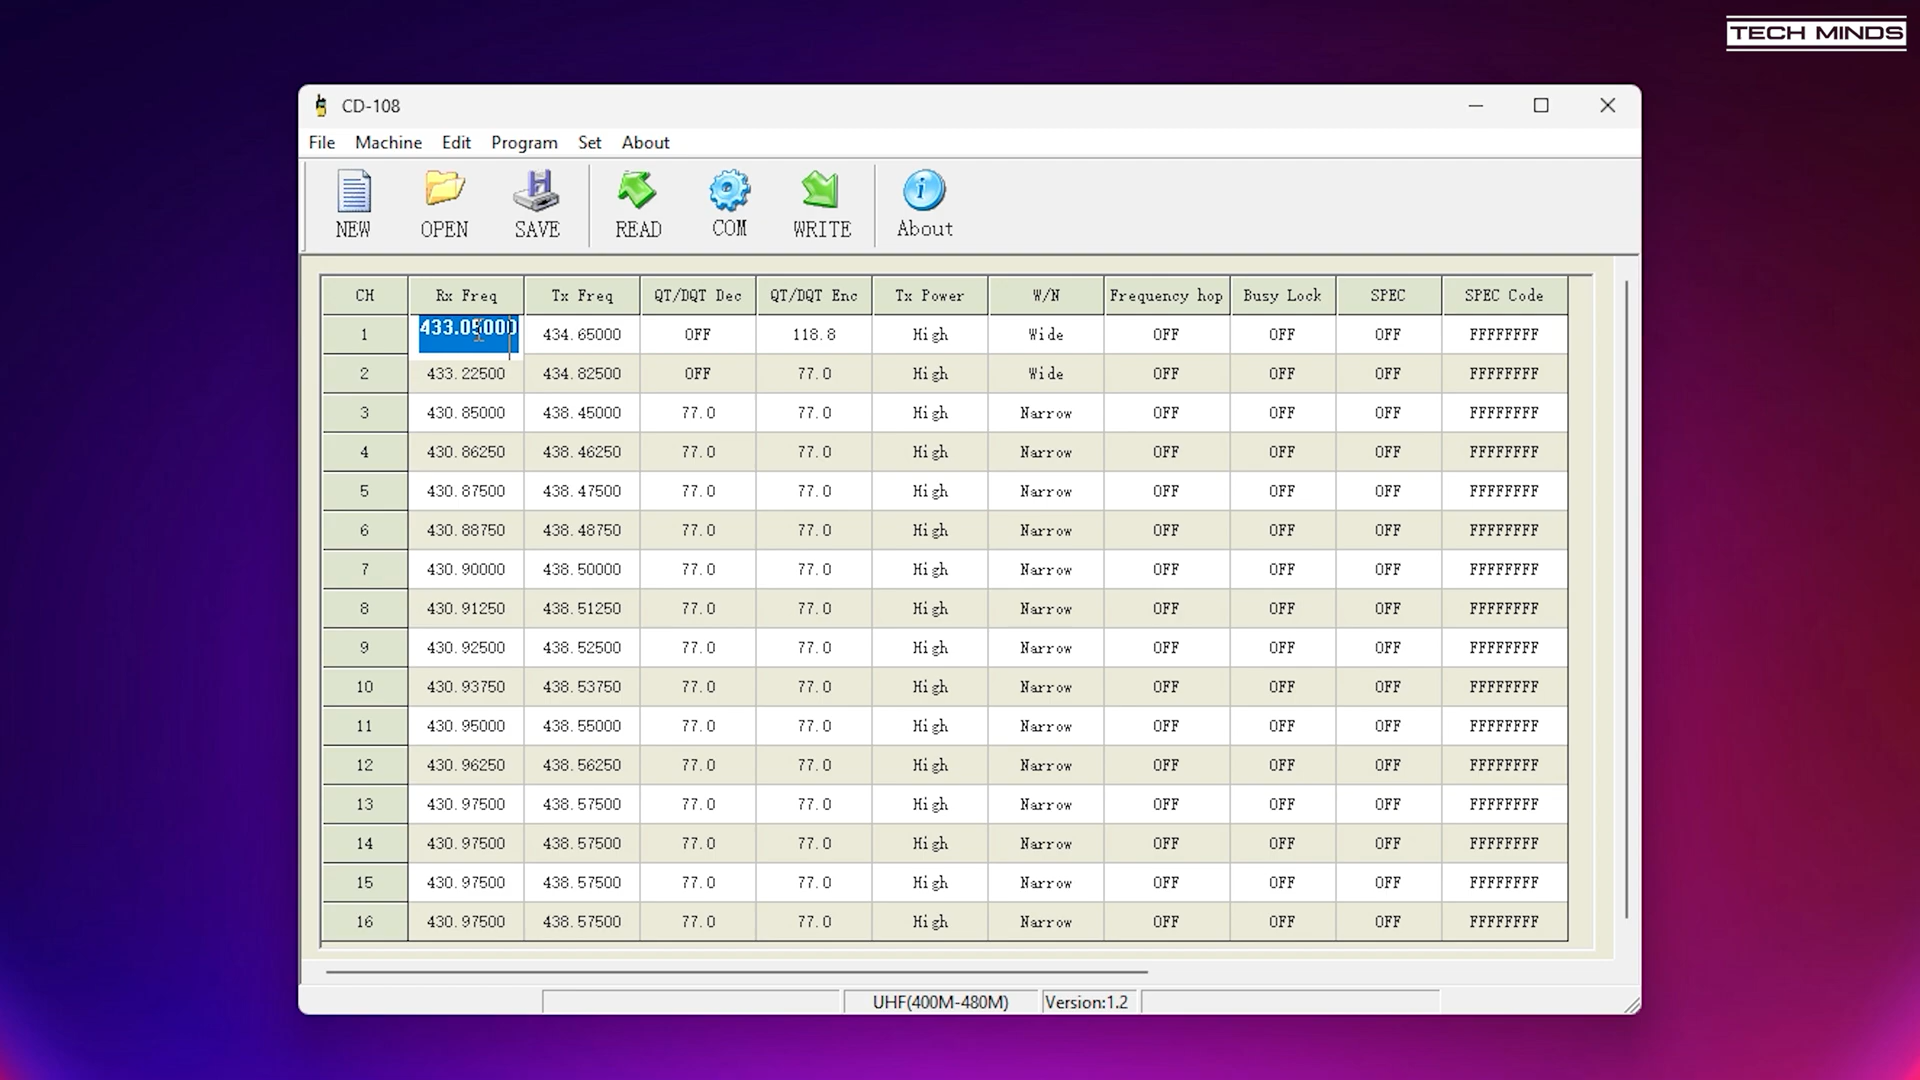 TECH MINDS
CD-108
File Machine Edit Program Set About
NEW OPEN SAVE READ COM WRITE About
CH Rx Freq Tx Freq QT/DQT Dec QT/DQT Enc Tx Power W/N Frequency hop Busy Lock SPEC SPEC Code
1 433.05000 434.65000 OFF 118.8 High Wide OFF OFF OFF FFFFFFFF
2 433.22500 434.82500 OFF 77.0 High Wide OFF OFF OFF FFFFFFFF
3 430.85000 438.45000 77.0 77.0 High Narrow OFF OFF OFF FFFFFFFF
4 430.86250 438.46250 77.0 77.0 High Narrow OFF OFF OFF FFFFFFFF
5 430.87500 438.47500 77.0 77.0 High Narrow OFF OFF OFF FFFFFFFF
6 430.88750 438.48750 77.0 77.0 High Narrow OFF OFF OFF FFFFFFFF
7 430.90000 438.50000 77.0 77.0 High Narrow OFF OFF OFF FFFFFFFF
8 430.91250 438.51250 77.0 77.0 High Narrow OFF OFF OFF FFFFFFFF
9 430.92500 438.52500 77.0 77.0 High Narrow OFF OFF OFF FFFFFFFF
10 430.93750 438.53750 77.0 77.0 High Narrow OFF OFF OFF FFFFFFFF
11 430.95000 438.55000 77.0 77.0 High Narrow OFF OFF OFF FFFFFFFF
12 430.96250 438.56250 77.0 77.0 High Narrow OFF OFF OFF FFFFFFFF
13 430.97500 438.57500 77.0 77.0 High Narrow OFF OFF OFF FFFFFFFF
14 430.97500 438.57500 77.0 77.0 High Narrow OFF OFF OFF FFFFFFFF
15 430.97500 438.57500 77.0 77.0 High Narrow OFF OFF OFF FFFFFFFF
16 430.97500 438.57500 77.0 77.0 High Narrow OFF OFF OFF FFFFFFFF
UHF(400M-480M) Version:1.2